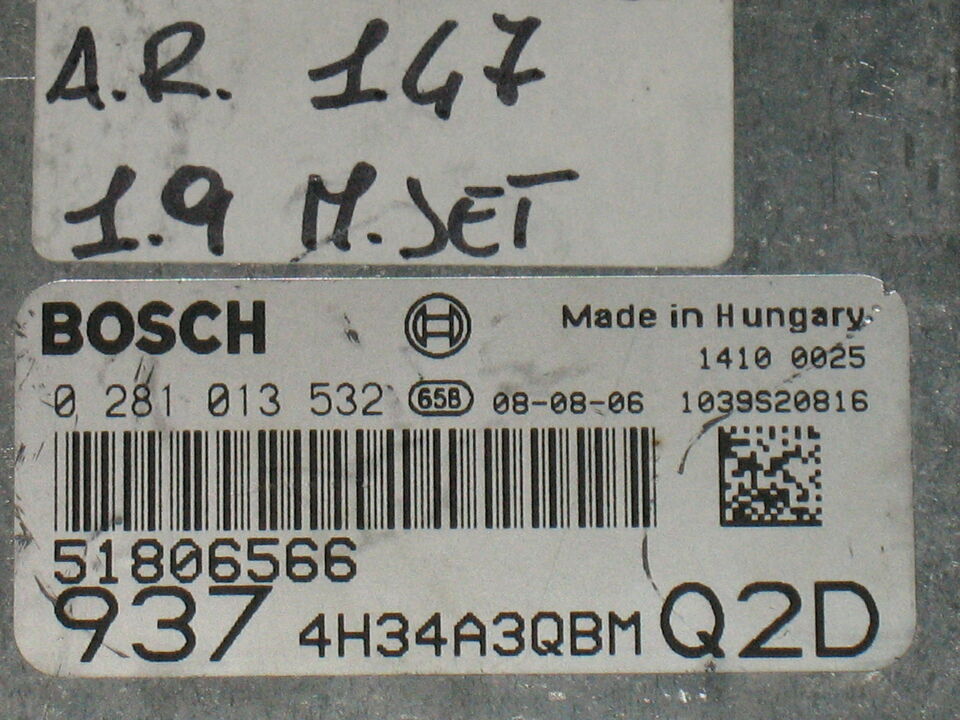 A.R. 147
1.9 M.JET
BOSCH Made in Hungary
1410 0025
0 281 013 532 65B 08-08-06 1039S20816
51806566
937 4H34A3QBM Q2D